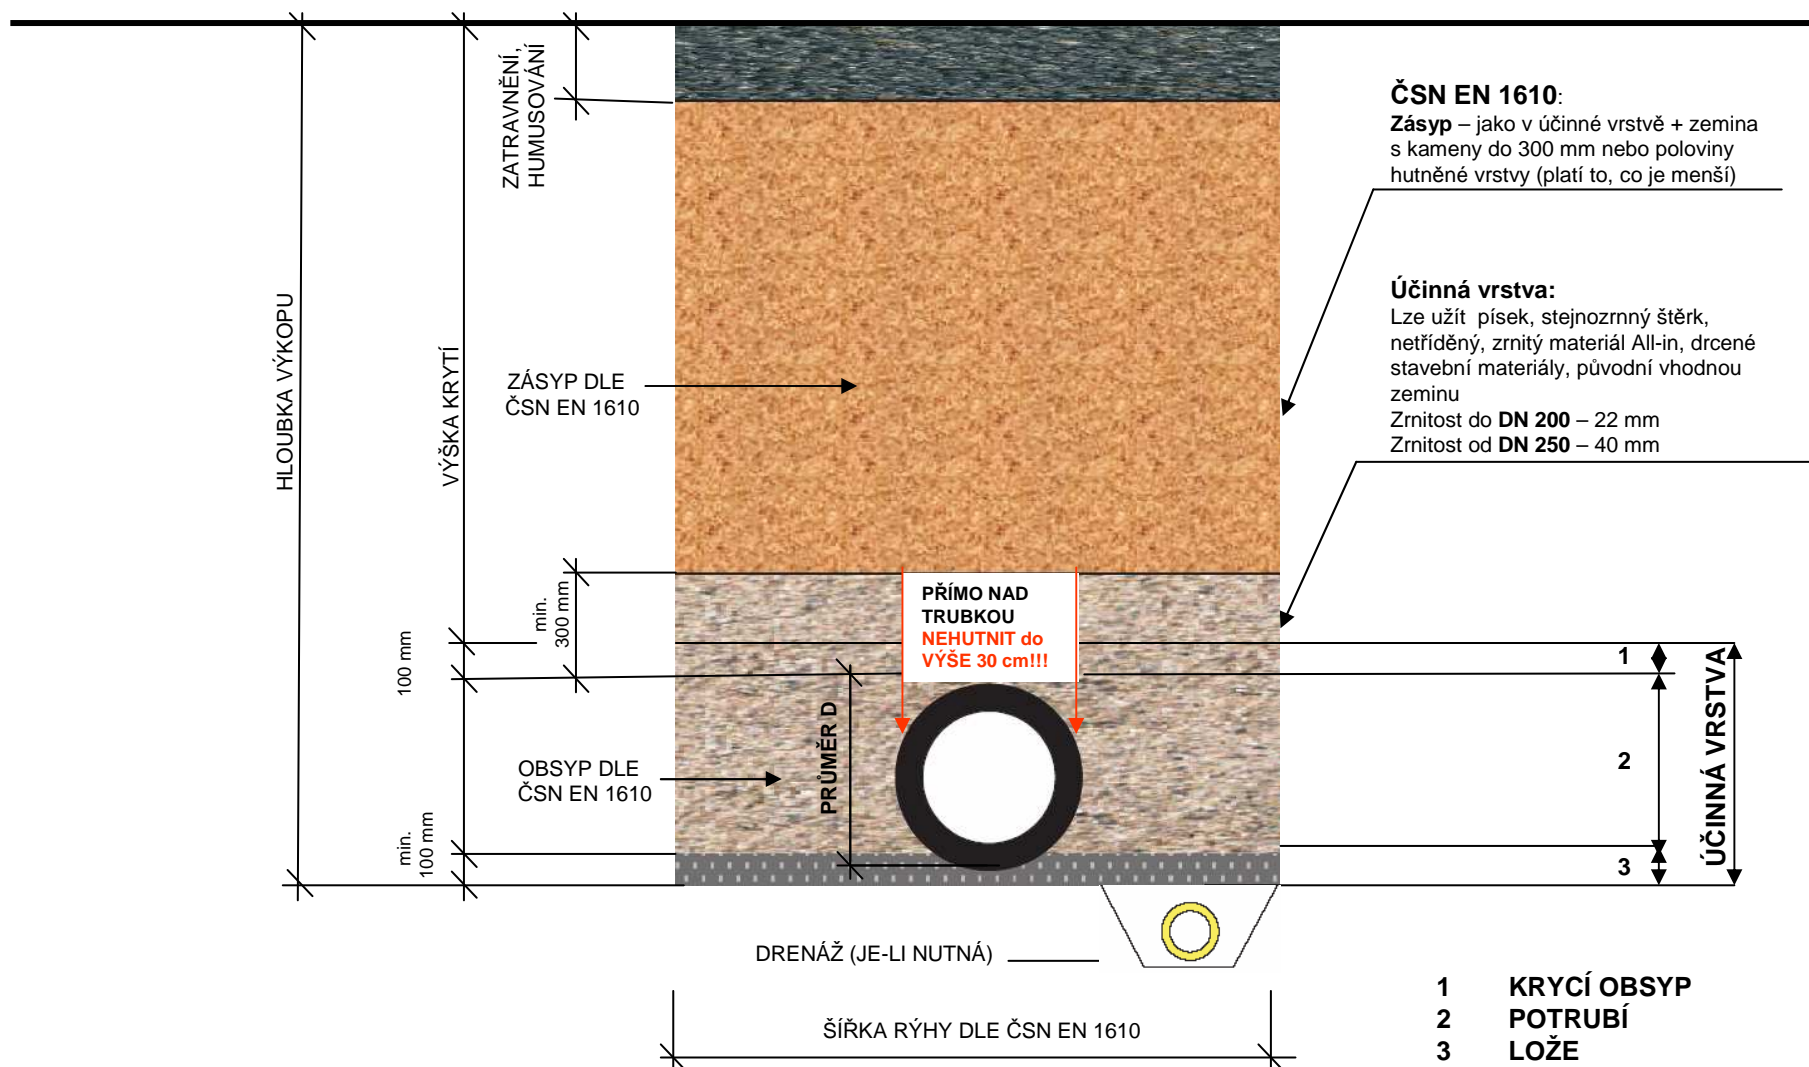 ZATRAVNĚNÍ,
HUMUSOVÁNÍ
HLOUBKA VÝKOPU
VÝŠKA KRYTÍ
ČSN EN 1610:
Zásyp – jako v účinné vrstvě + zemina
s kameny do 300 mm nebo poloviny
hutněné vrstvy (platí to, co je menší)
Účinná vrstva:
Lze užít písek, stejnozrnný štěrk,
netříděný, zrnitý materiál All-in, drcené
stavební materiály, původní vhodnou
zeminu
Zrnitost do DN 200 – 22 mm
Zrnitost od DN 250 – 40 mm
ZÁSYP DLE
ČSN EN 1610
min.
300 mm
100 mm
PŘÍMO NAD
TRUBKOU
NEHUTNIT do
VÝŠE 30 cm!!!
PRŮMĚR D
OBSYP DLE
ČSN EN 1610
min.
100 mm
1
2
3
ÚČINNÁ VRSTVA
DRENÁŽ (JE-LI NUTNÁ)
ŠÍŘKA RÝHY DLE ČSN EN 1610
1 KRYCÍ OBSYP
2 POTRUBÍ
3 LOŽE